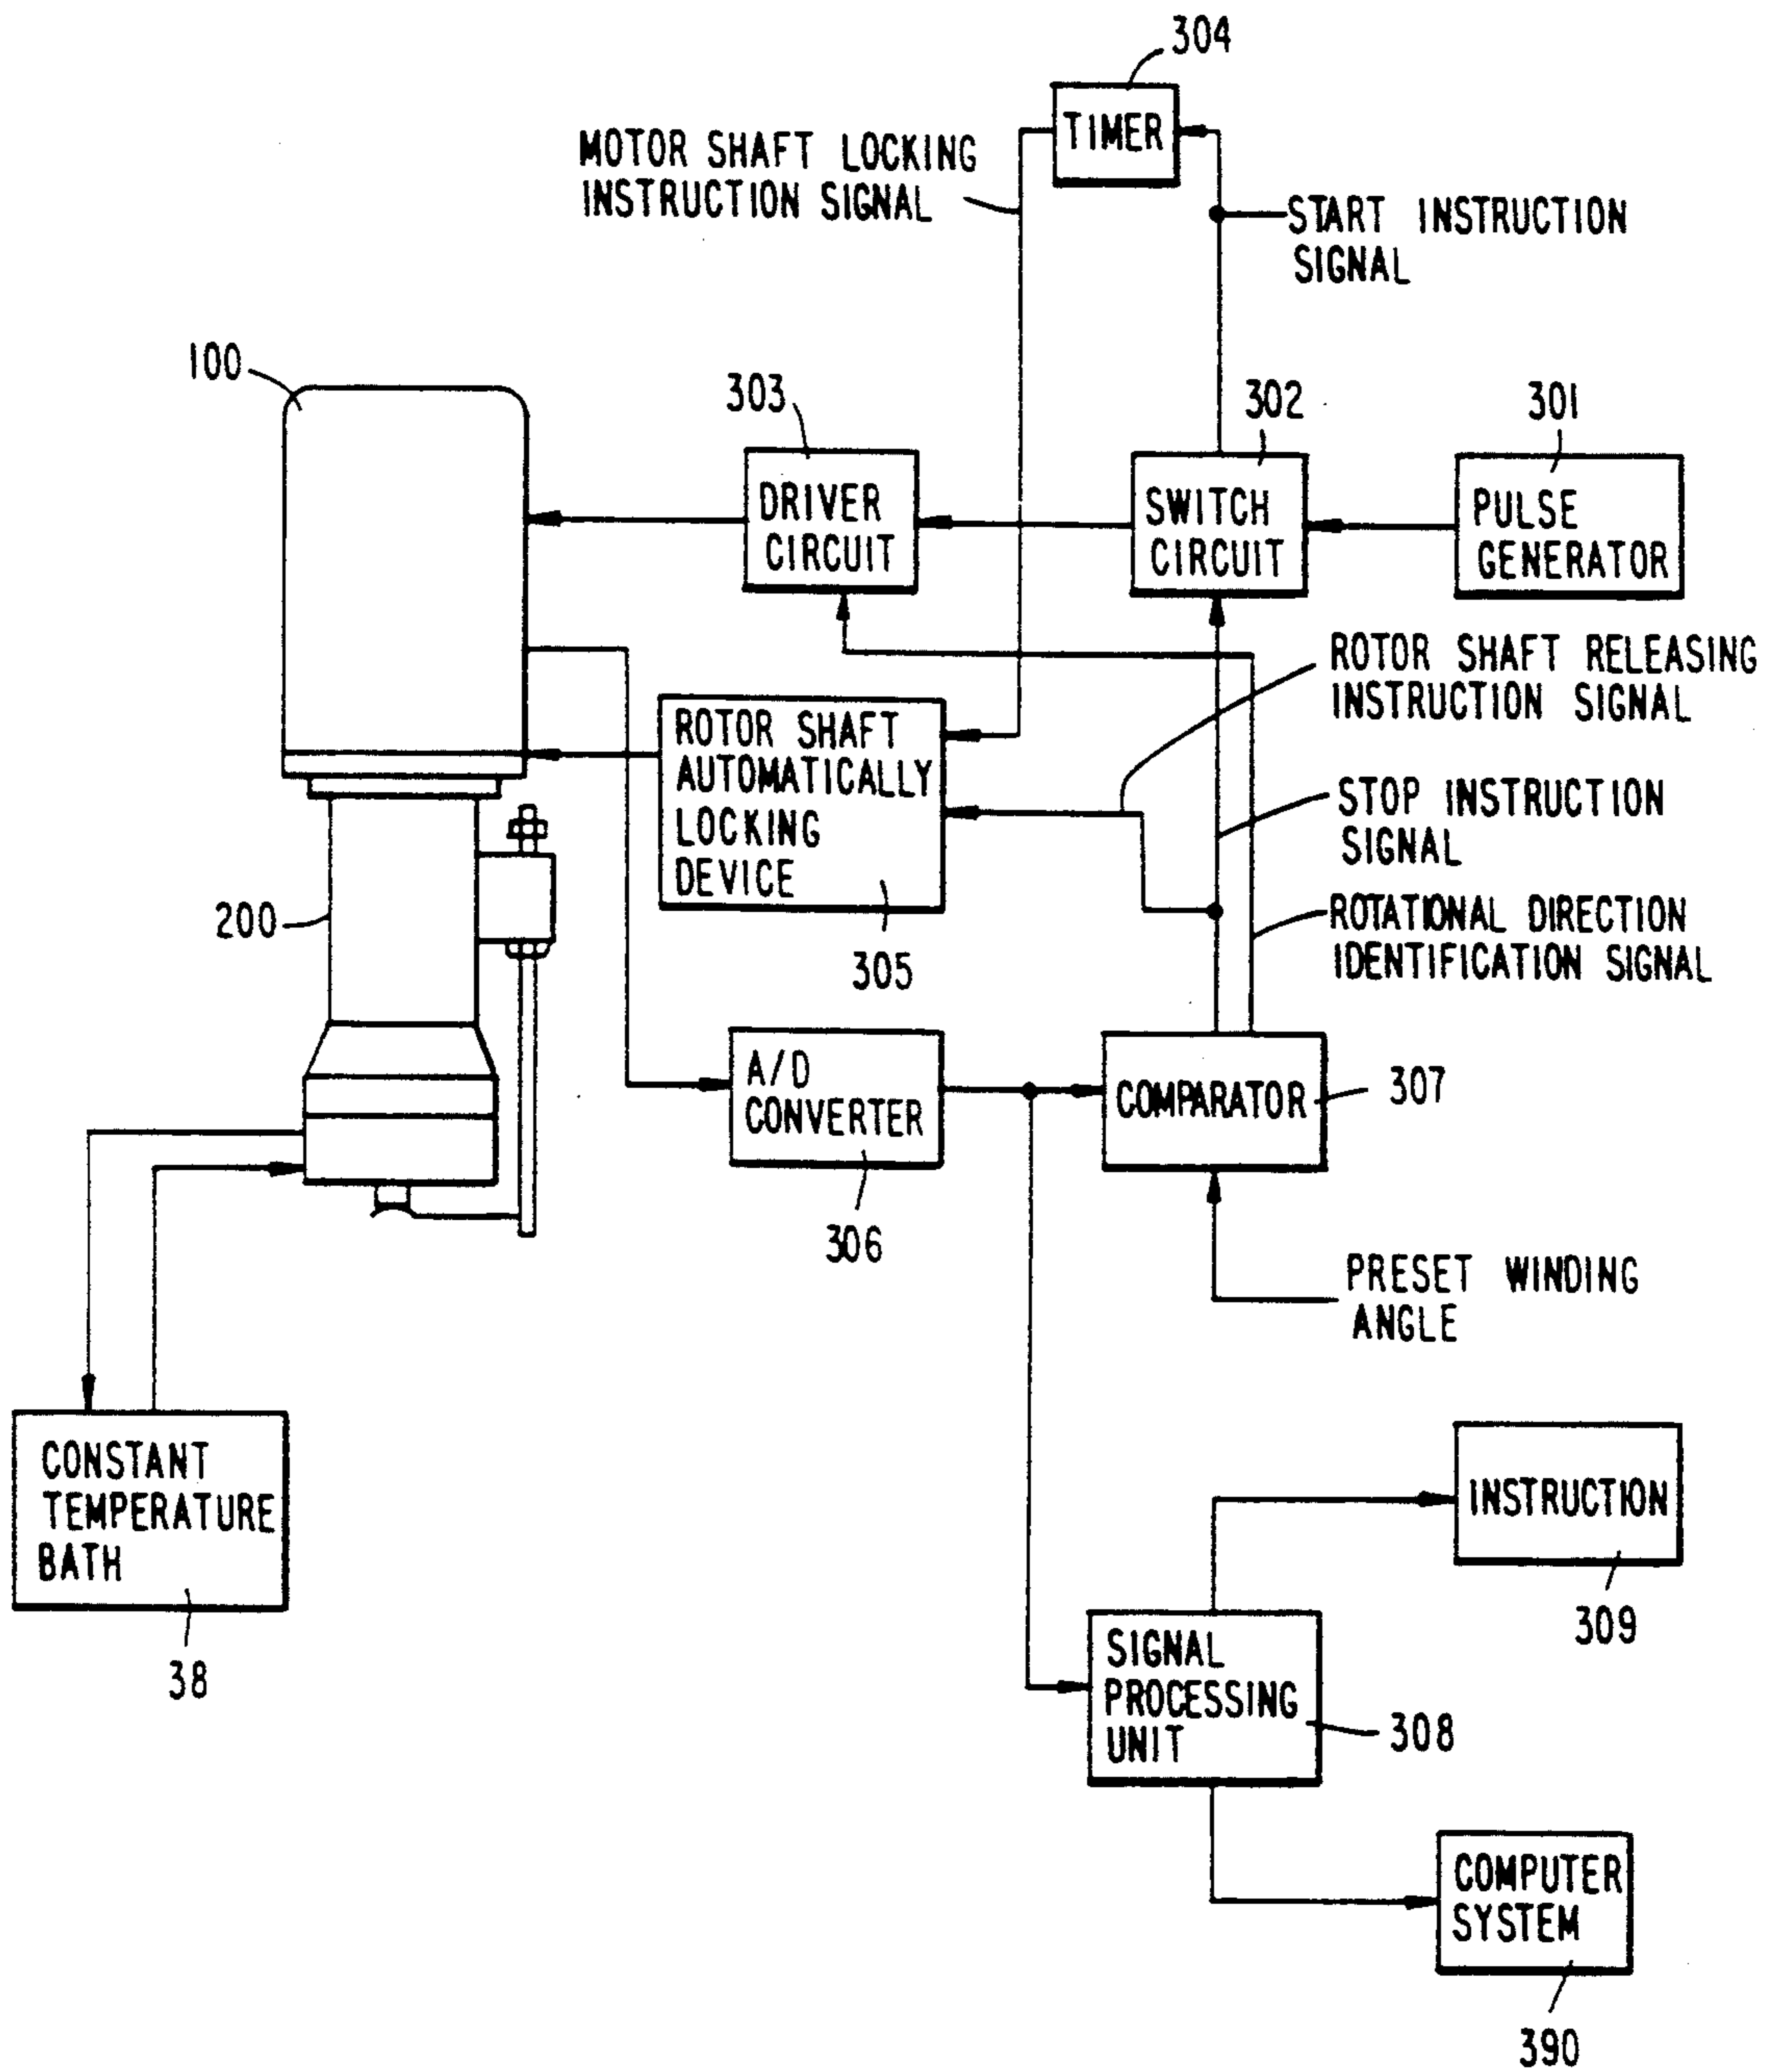 304
TIMER
MOTOR SHAFT LOCKING
INSTRUCTION SIGNAL
START INSTRUCTION
SIGNAL
100
303
302
301
DRIVER
CIRCUIT
SWITCH
CIRCUIT
PULSE
GENERATOR
ROTOR SHAFT RELEASING
INSTRUCTION SIGNAL
ROTOR SHAFT
AUTOMATICALLY
LOCKING
DEVICE
STOP INSTRUCTION
SIGNAL
200
305
ROTATIONAL DIRECTION
IDENTIFICATION SIGNAL
A/D
CONVERTER
COMPARATOR
307
306
PRESET WINDING
ANGLE
CONSTANT
TEMPERATURE
BATH
38
INSTRUCTION
309
SIGNAL
PROCESSING
UNIT
308
COMPUTER
SYSTEM
390